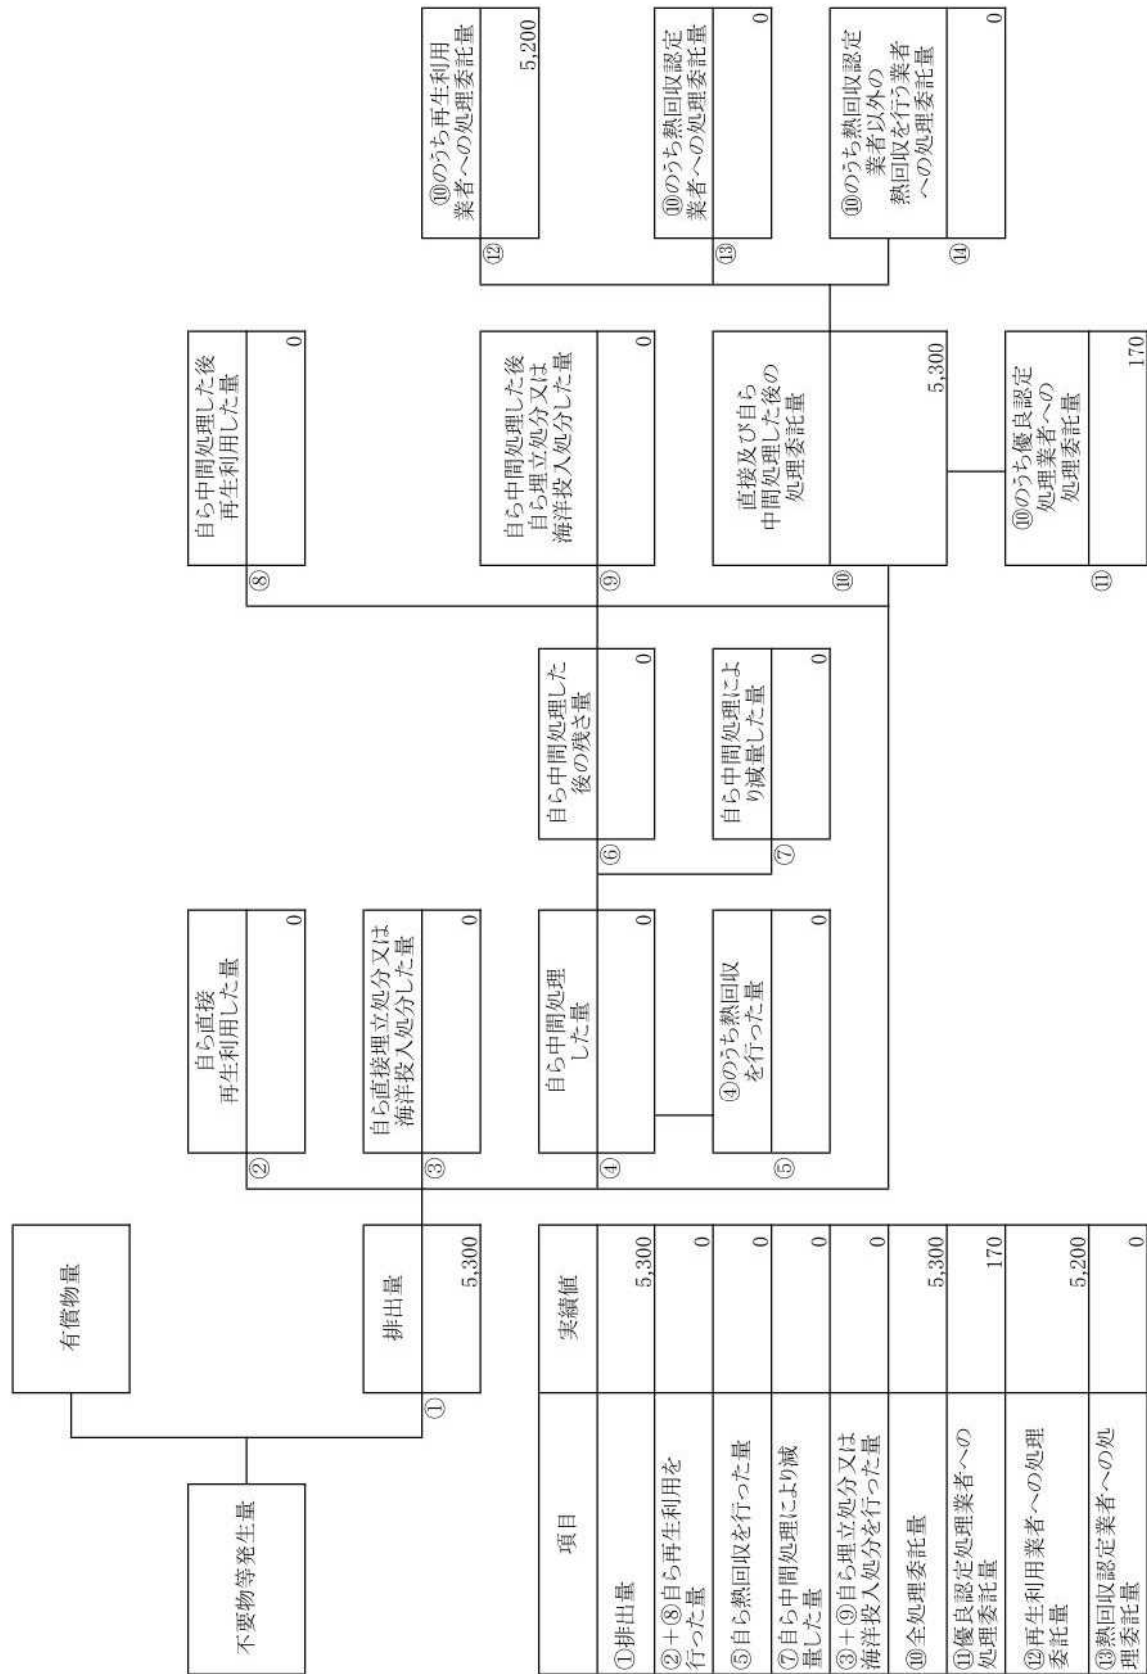 不要物等発生量
有償物量
①
排出量
5,300
②
自ら直接
再生利用した量
0
③
自ら直接埋立処分又は
海洋投入処分した量
0
④
自ら中間処理
した量
0
⑤
④のうち熱回収
を行った量
0
⑥
自ら中間処理した
後の残さ量
0
⑦
自ら中間処理によ
り減量した量
0
⑧
自ら中間処理した後
再生利用した量
0
⑨
自ら中間処理した後
自ら埋立処分又は
海洋投入処分した量
0
⑩
直接及び自ら
中間処理した後の
処理委託量
5,300
⑪
⑩のうち優良認定
処理業者への
処理委託量
170
⑫
⑩のうち再生利用
業者への処理委託量
5,200
⑬
⑩のうち熱回収認定
業者への処理委託量
0
⑭
⑩のうち熱回収認定
業者以外の
熱回収を行う業者
への処理委託量
0
項目 実績値
①排出量 5,300
②+⑧自ら再生利用を
行った量 0
⑤自ら熱回収を行った量 0
⑦自ら中間処理により減
量した量 0
③+⑨自ら埋立処分又は
海洋投入処分を行った量 0
⑩全処理委託量 5,300
⑪優良認定処理業者への
処理委託量 170
⑫再生利用業者への処理
委託量 5,200
⑬熱回収認定業者への処
理委託量 0